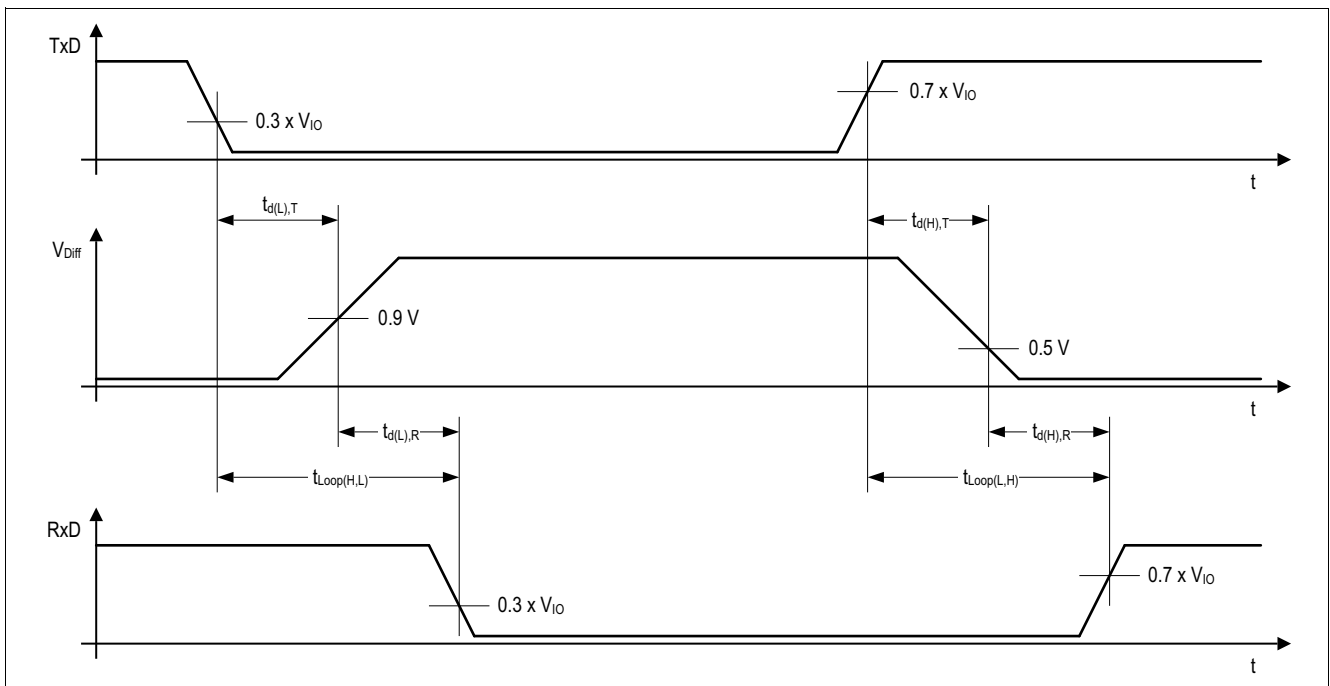 TxD
0.3 x VIO
0.7 x VIO
t
td(L),T
td(H),T
VDiff
0.9 V
0.5 V
t
td(L),R
td(H),R
tLoop(H,L)
tLoop(L,H)
RxD
0.3 x VIO
0.7 x VIO
t